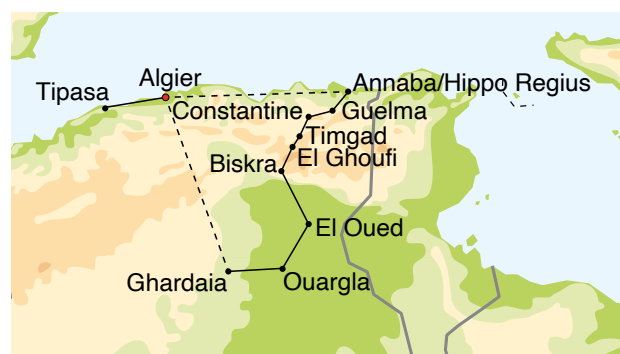 Algier
Tipasa
Annaba/Hippo Regius
Constantine
Guelma
Timgad
El Ghoufi
Biskra
El Oued
Ghardaia
Ouargla